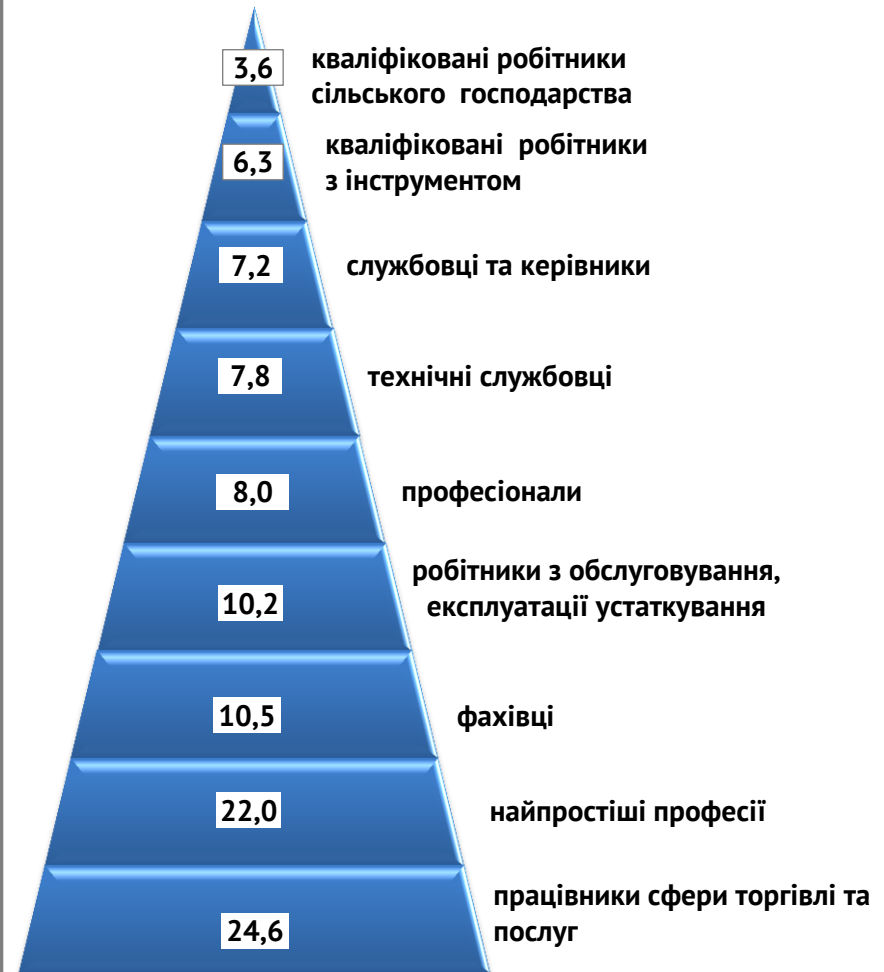 3,6
кваліфіковані робітники
сільського господарства
6,3
кваліфіковані робітники
з інструментом
7,2
службовці та керівники
7,8
технічні службовці
8,0
професіонали
10,2
робітники з обслуговування,
експлуатації устаткування
10,5
фахівці
22,0
найпростіші професії
24,6
працівники сфери торгівлі та
послуг